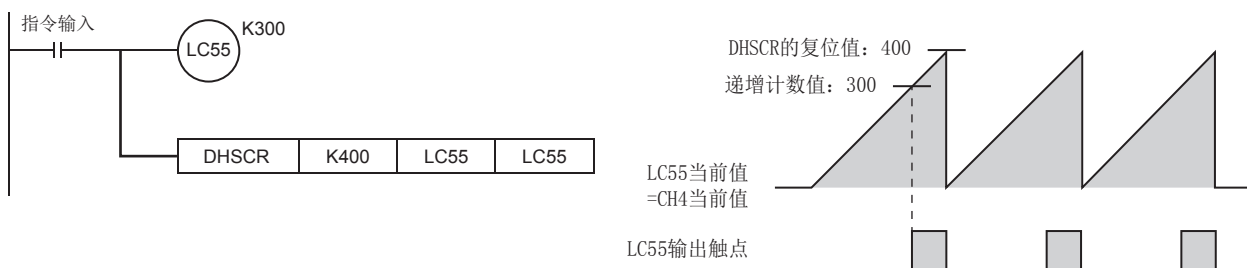 指令输入
K300
LC55
DHSCR K400 LC55 LC55
DHSCR的复位值：400
递增计数值：300
LC55当前值
=CH4当前值
LC55输出触点